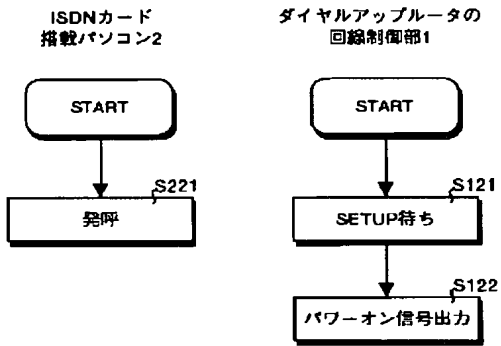 ISDNカード
搭載パソコン2
START
S221
発呼
ダイヤルアップルータの
回線制御部1
START
S121
SETUP待ち
S122
パワーオン信号出力